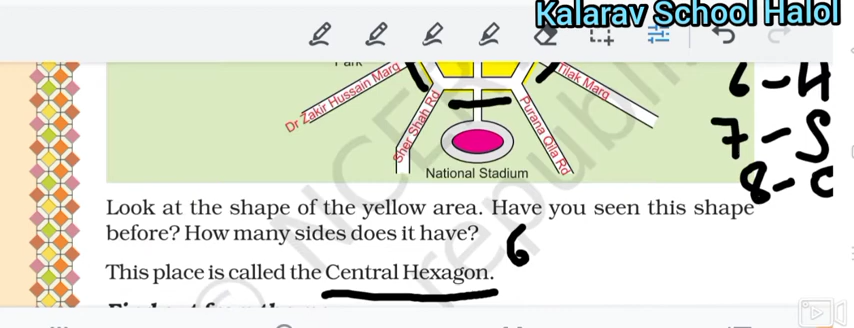 Kalarav School Halol
Park
Dr Zakir Hussain Marg
Sher Shah Rd
Purana Qila Rd
Tilak Marg
National Stadium
6-H
7-S
8-O
Look at the shape of the yellow area. Have you seen this shape
before? How many sides does it have?
6
This place is called the Central Hexagon.